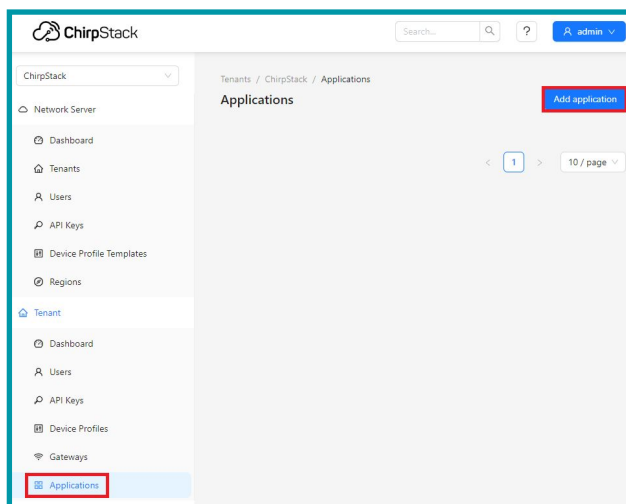 ChirpStack
Search...
?
admin
ChirpStack
Network Server
Dashboard
Tenants
Users
API Keys
Device Profile Templates
Regions
Tenant
Dashboard
Users
API Keys
Device Profiles
Gateways
Applications
Tenants / ChirpStack / Applications
Applications
Add application
< 1 >
10 / page